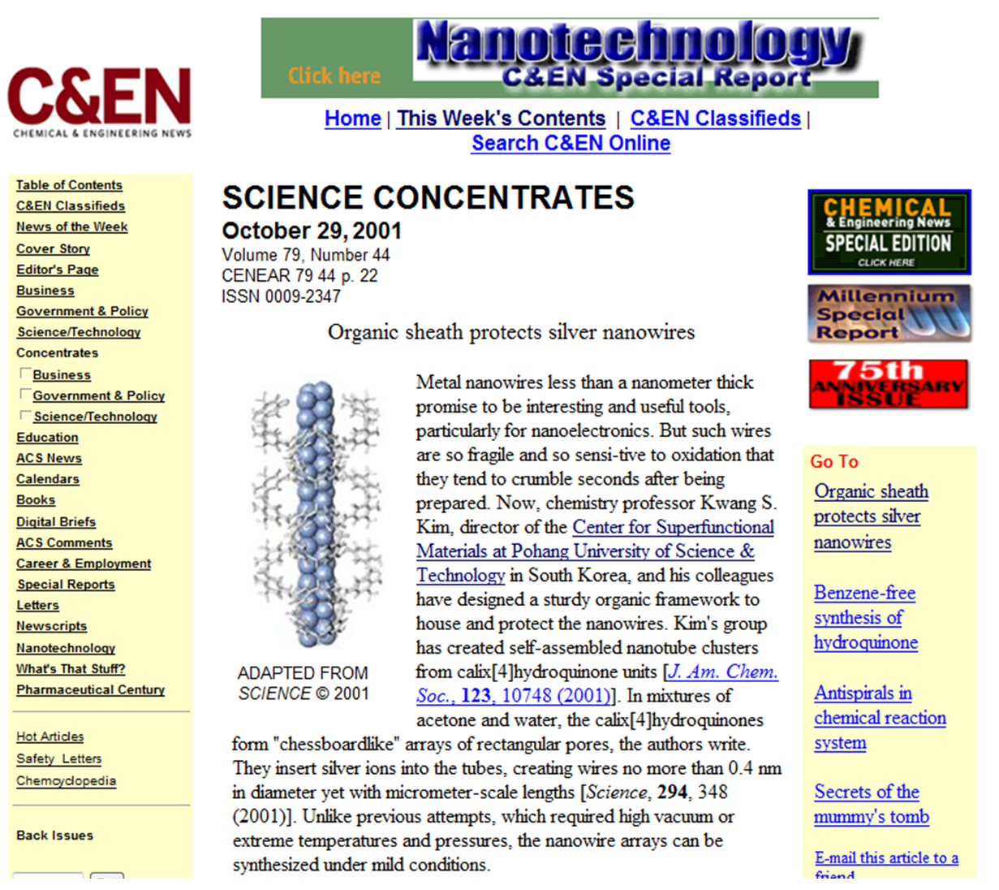 Click here
Nanotechnology
C&EN Special Report
C&EN
CHEMICAL & ENGINEERING NEWS
Home | This Week's Contents | C&EN Classifieds |
Search C&EN Online
Table of Contents
C&EN Classifieds
News of the Week
Cover Story
Editor's Page
Business
Government & Policy
Science/Technology
Concentrates
Business
Government & Policy
Science/Technology
Education
ACS News
Calendars
Books
Digital Briefs
ACS Comments
Career & Employment
Special Reports
Letters
Newscripts
Nanotechnology
What's That Stuff?
Pharmaceutical Century
Hot Articles
Safety Letters
Chemcyclopedia
Back Issues
SCIENCE CONCENTRATES
October 29, 2001
Volume 79, Number 44
CENEAR 79 44 p. 22
ISSN 0009-2347
Organic sheath protects silver nanowires
Metal nanowires less than a nanometer thick
promise to be interesting and useful tools,
particularly for nanoelectronics. But such wires
are so fragile and so sensi-tive to oxidation that
they tend to crumble seconds after being
prepared. Now, chemistry professor Kwang S.
Kim, director of the Center for Superfunctional
Materials at Pohang University of Science &
Technology in South Korea, and his colleagues
have designed a sturdy organic framework to
house and protect the nanowires. Kim's group
has created self-assembled nanotube clusters
from calix[4]hydroquinone units [J. Am. Chem.
Soc., 123, 10748 (2001)]. In mixtures of
acetone and water, the calix[4]hydroquinones
form "chessboardlike" arrays of rectangular pores, the authors write.
They insert silver ions into the tubes, creating wires no more than 0.4 nm
in diameter yet with micrometer-scale lengths [Science, 294, 348
(2001)]. Unlike previous attempts, which required high vacuum or
extreme temperatures and pressures, the nanowire arrays can be
synthesized under mild conditions.
ADAPTED FROM
SCIENCE © 2001
CHEMICAL
& Engineering News
SPECIAL EDITION
CLICK HERE
Millennium
Special
Report
75th
ANNIVERSARY
ISSUE
Go To
Organic sheath
protects silver
nanowires
Benzene-free
synthesis of
hydroquinone
Antispirals in
chemical reaction
system
Secrets of the
mummy's tomb
E-mail this article to a
friend